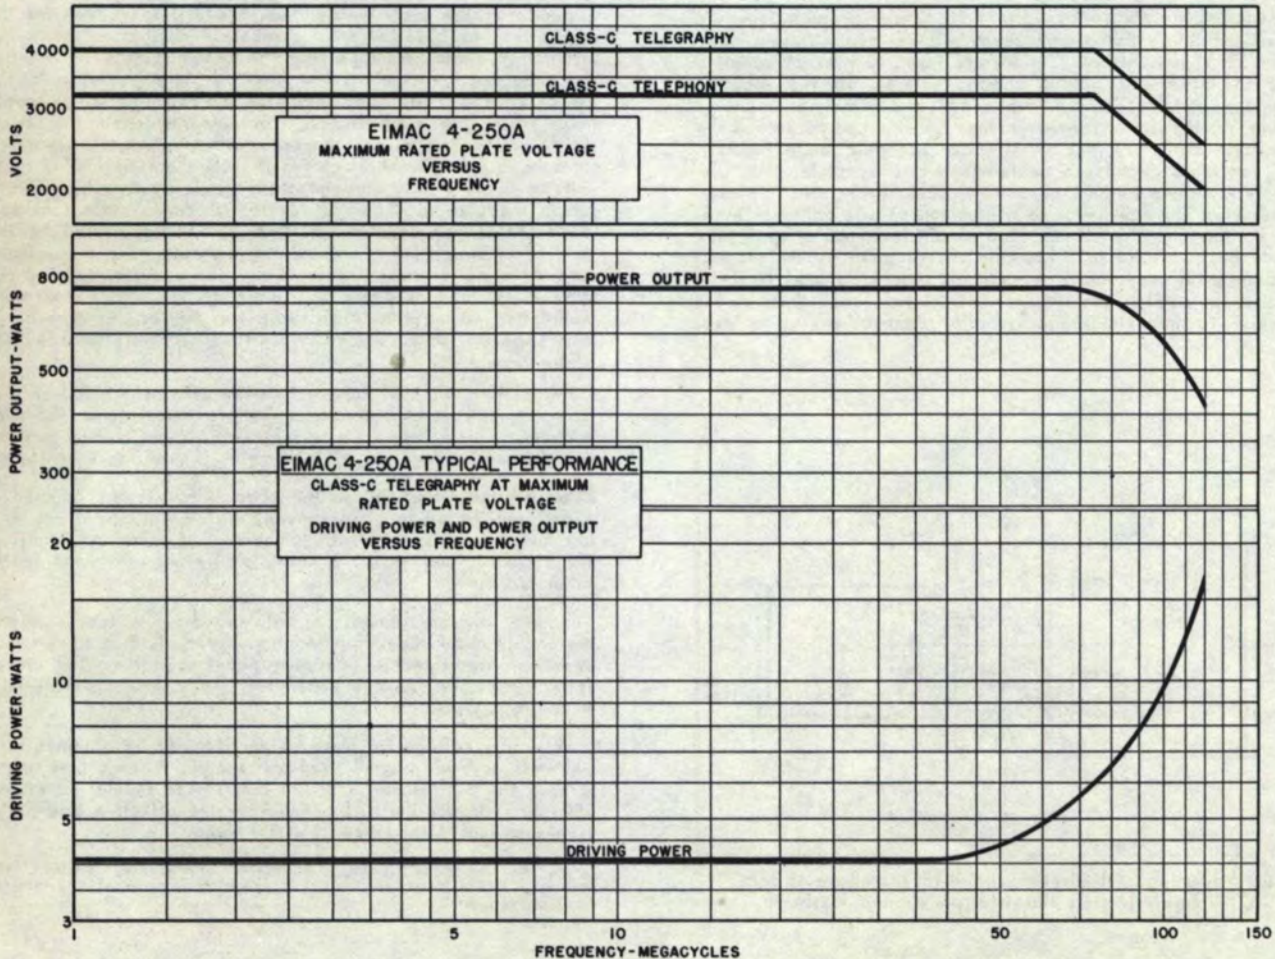 CLASS-C TELEGRAPHY
4000
CLASS-C TELEPHONY
3000
VOLTS
2000
EIMAC 4-250A
MAXIMUM RATED PLATE VOLTAGE
VERSUS
FREQUENCY
POWER OUTPUT
800
500
300
POWER OUTPUT-WATTS
EIMAC 4-250A TYPICAL PERFORMANCE
CLASS-C TELEGRAPHY AT MAXIMUM
RATED PLATE VOLTAGE
DRIVING POWER AND POWER OUTPUT
VERSUS FREQUENCY
20
10
5
3
DRIVING POWER-WATTS
DRIVING POWER
1 5 10 50 100 150
FREQUENCY-MEGACYCLES